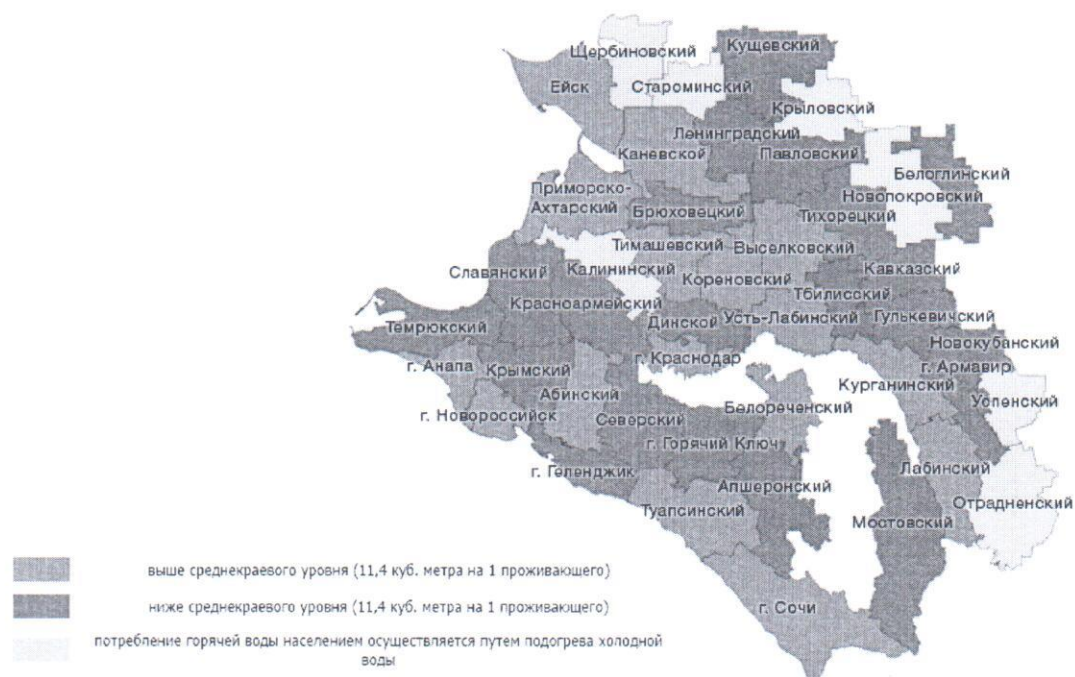 Щербиновский
Кущевский
Ейск
Староминский
Крыловский
Ленинградский
Каневской
Павловский
Белоглинский
Приморско-
Ахтарский
Новопокровский
Брюховецкий
Тихорецкий
Тимашевский
Выселковский
Славянский
Калининский
Кореновский
Кавказский
Тбилисский
Красноармейский
Динской
Усть-Лабинский
Гулькевичский
Темрюкский
Новокубанский
г. Краснодар
г. Анапа
Крымский
г. Армавир
Курганинский
Абинский
Успенский
г. Новороссийск
Белореченский
Северский
г. Горячий Ключ
г. Геленджик
Лабинский
Апшеронский
Отрадненский
Туапсинский
Мостовский
г. Сочи
выше среднекраевого уровня (11,4 куб. метра на 1 проживающего)
ниже среднекраевого уровня (11,4 куб. метра на 1 проживающего)
потребление горячей воды населением осуществляется путем подогрева холодной
воды